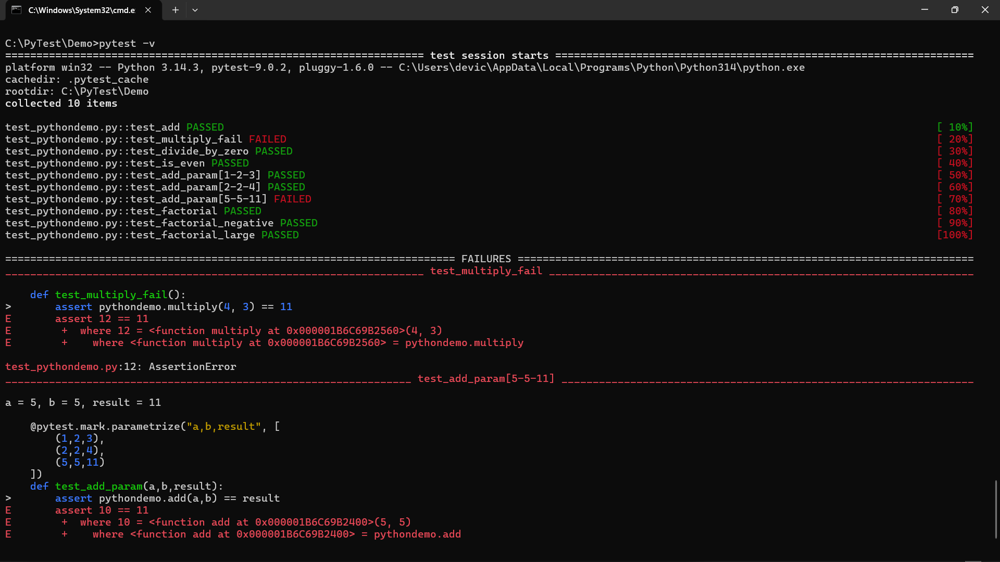 C:\Windows\System32\cmd.e
C:\PyTest\Demo>pytest -v
=================================================================== test session starts ===================================================================
platform win32 -- Python 3.14.3, pytest-9.0.2, pluggy-1.6.0 -- C:\Users\devic\AppData\Local\Programs\Python\Python314\python.exe
cachedir: .pytest_cache
rootdir: C:\PyTest\Demo
collected 10 items
test_pythondemo.py::test_add PASSED [ 10%]
test_pythondemo.py::test_multiply_fail FAILED [ 20%]
test_pythondemo.py::test_divide_by_zero PASSED [ 30%]
test_pythondemo.py::test_is_even PASSED [ 40%]
test_pythondemo.py::test_add_param[1-2-3] PASSED [ 50%]
test_pythondemo.py::test_add_param[2-2-4] PASSED [ 60%]
test_pythondemo.py::test_add_param[5-5-11] FAILED [ 70%]
test_pythondemo.py::test_factorial PASSED [ 80%]
test_pythondemo.py::test_factorial_negative PASSED [ 90%]
test_pythondemo.py::test_factorial_large PASSED [100%]
======================================================================== FAILURES =========================================================================
___________________________________________________________________ test_multiply_fail ____________________________________________________________________
    def test_multiply_fail():
>       assert pythondemo.multiply(4, 3) == 11
E       assert 12 == 11
E        +  where 12 = <function multiply at 0x000001B6C69B2560>(4, 3)
E        +    where <function multiply at 0x000001B6C69B2560> = pythondemo.multiply
test_pythondemo.py:12: AssertionError
_________________________________________________________________ test_add_param[5-5-11] __________________________________________________________________
a = 5, b = 5, result = 11
    @pytest.mark.parametrize("a,b,result", [
        (1,2,3),
        (2,2,4),
        (5,5,11)
    ])
    def test_add_param(a,b,result):
>       assert pythondemo.add(a,b) == result
E       assert 10 == 11
E        +  where 10 = <function add at 0x000001B6C69B2400>(5, 5)
E        +    where <function add at 0x000001B6C69B2400> = pythondemo.add